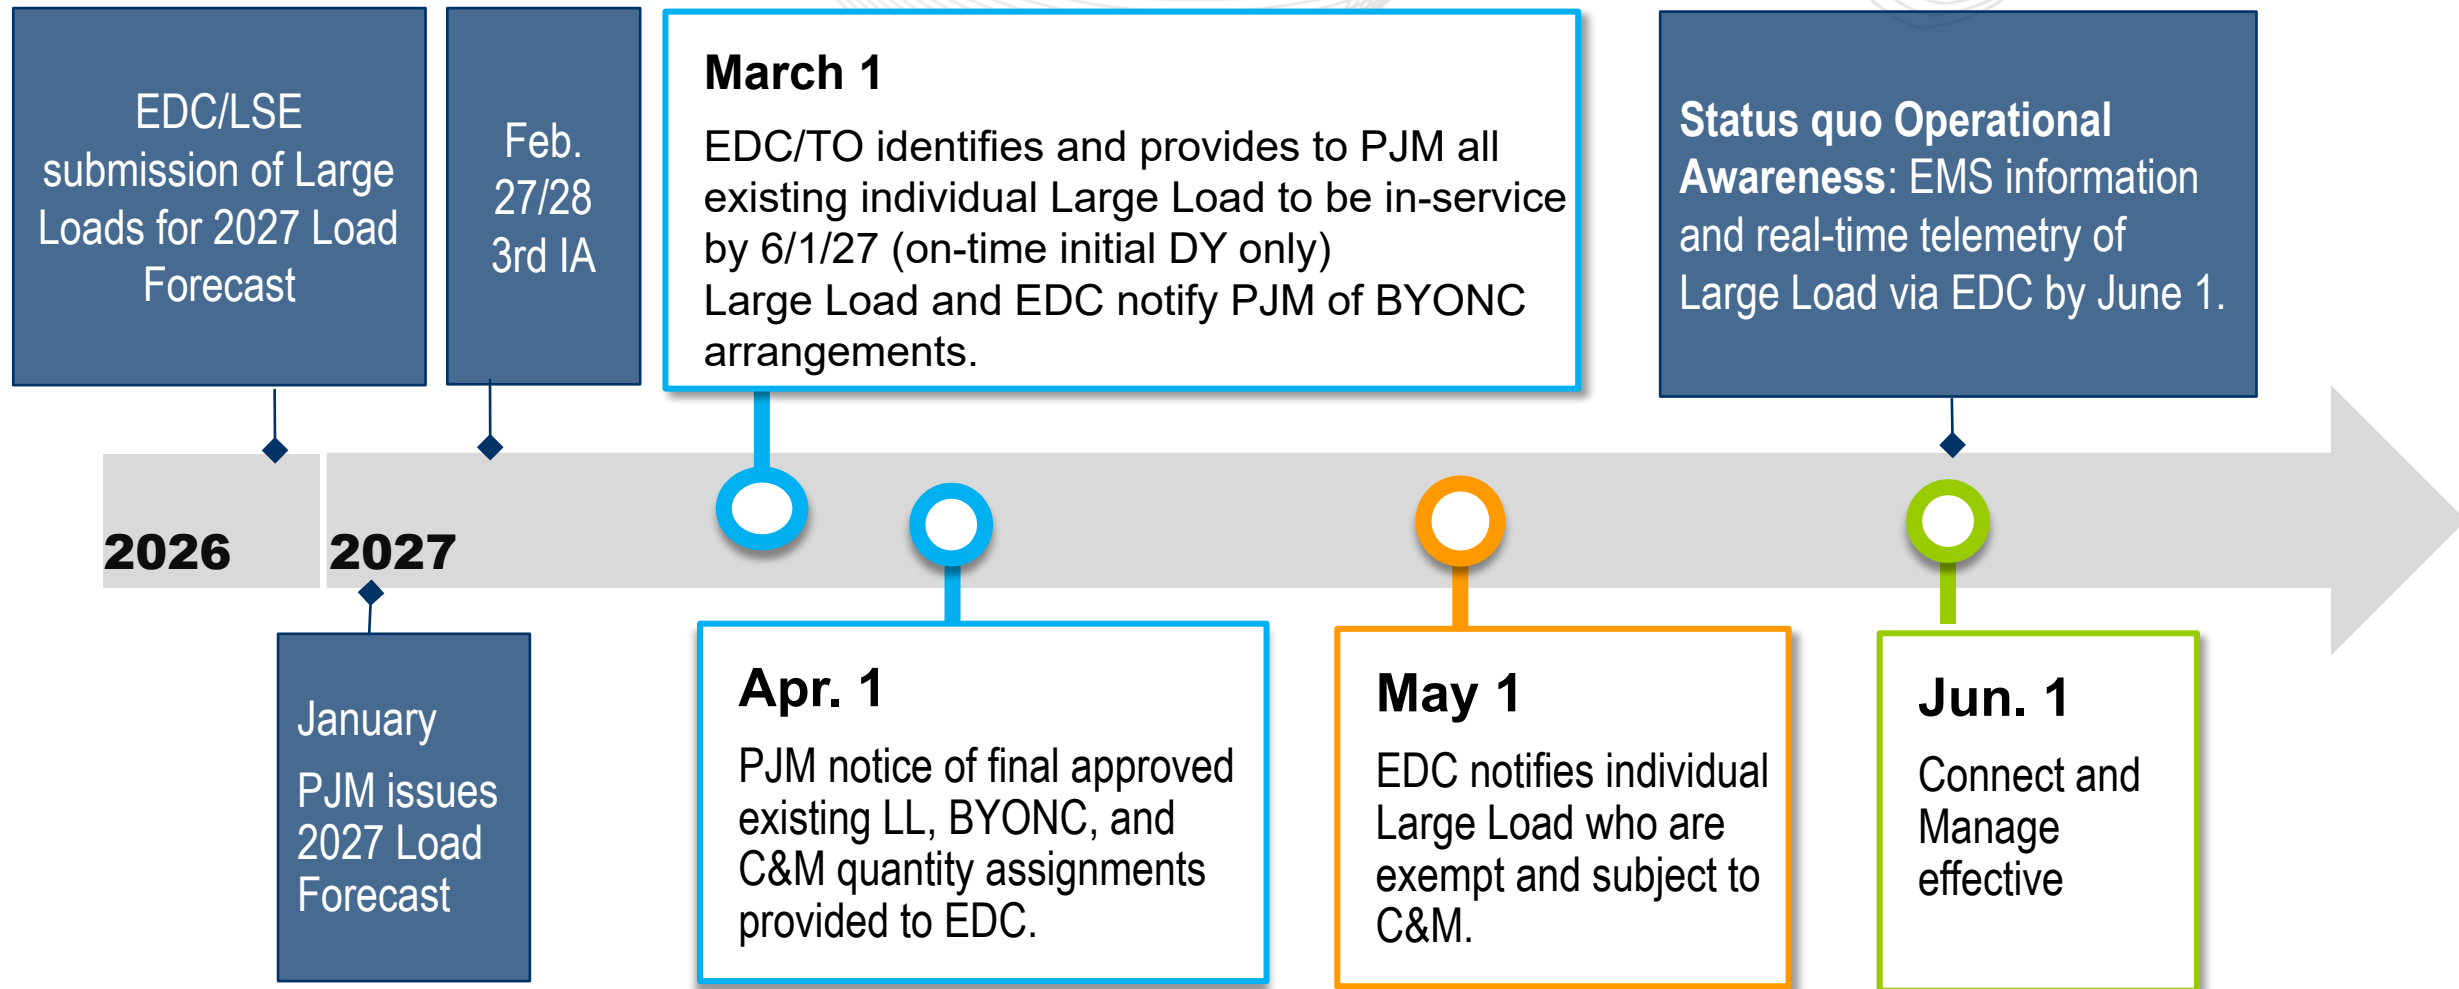 EDC/LSE
submission of Large
Loads for 2027 Load
Forecast
Feb.
27/28
3rd IA
March 1
EDC/TO identifies and provides to PJM all
existing individual Large Load to be in-service
by 6/1/27 (on-time initial DY only)
Large Load and EDC notify PJM of BYONC
arrangements.
Status quo Operational
Awareness: EMS information
and real-time telemetry of
Large Load via EDC by June 1.
2026
2027
January
PJM issues
2027 Load
Forecast
Apr. 1
PJM notice of final approved
existing LL, BYONC, and
C&M quantity assignments
provided to EDC.
May 1
EDC notifies individual
Large Load who are
exempt and subject to
C&M.
Jun. 1
Connect and
Manage
effective